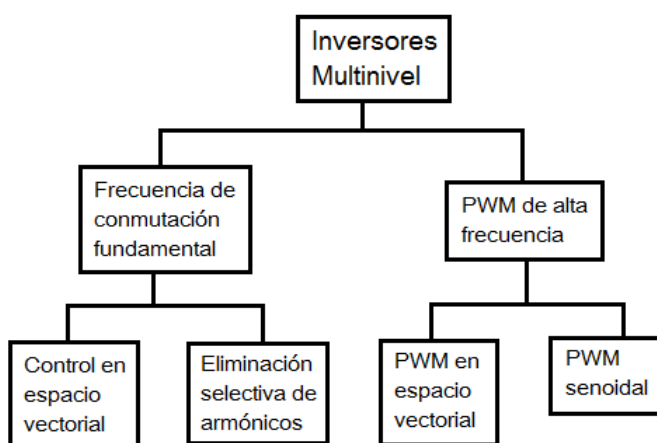 Inversores
Multinivel
Frecuencia de
conmutación
fundamental
PWM de alta
frecuencia
Control en
espacio
vectorial
Eliminación
selectiva de
armónicos
PWM en
espacio
vectorial
PWM
senoidal